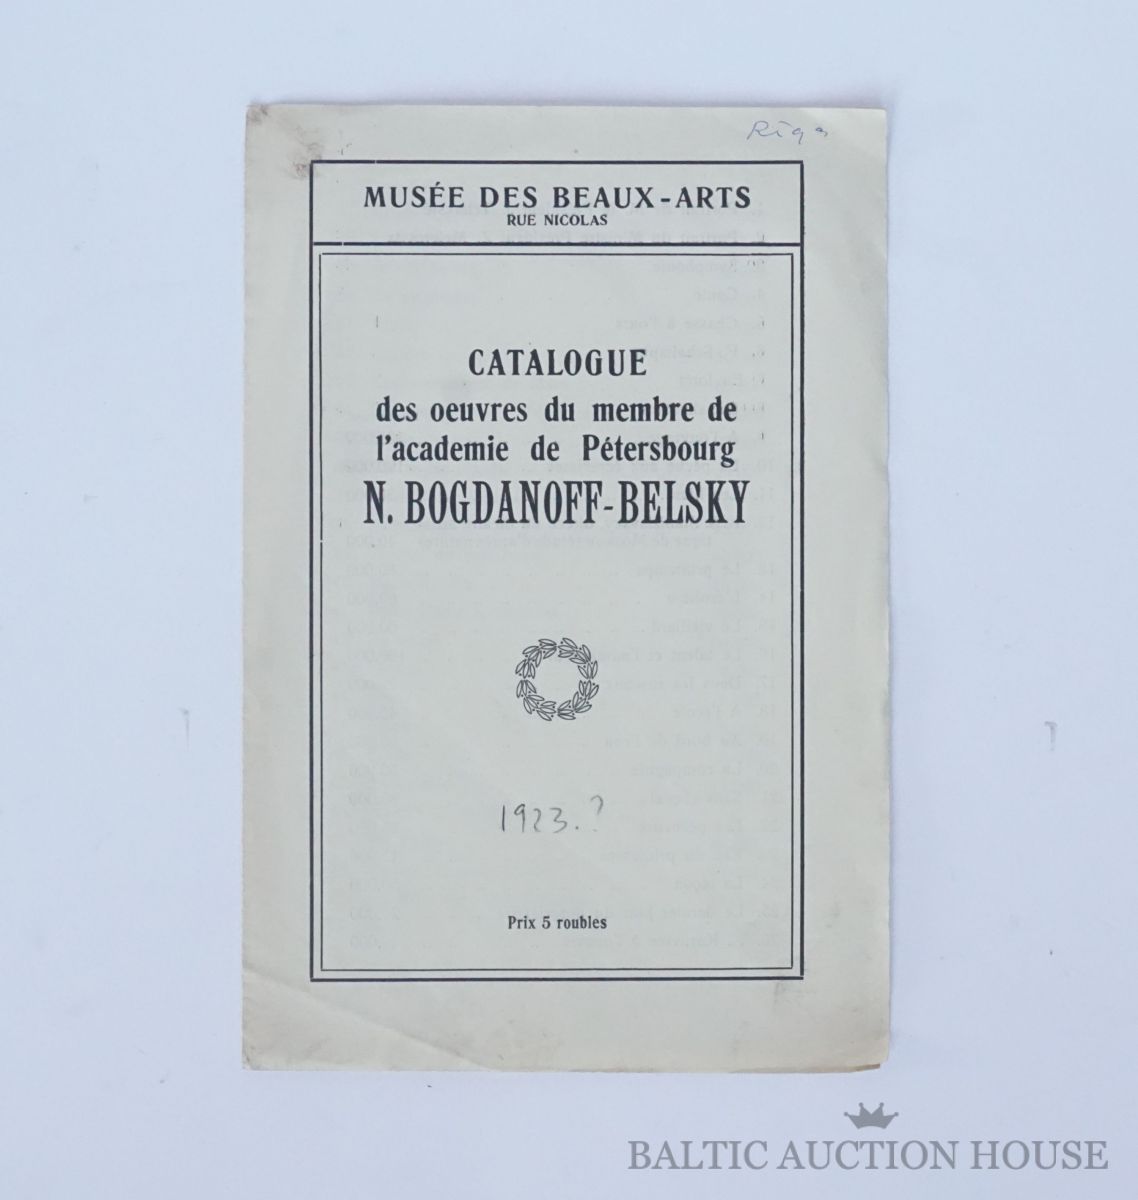 Rīga
MUSÉE DES BEAUX-ARTS
RUE NICOLAS
CATALOGUE
des oeuvres du membre de
l'academie de Pétersbourg
N. BOGDANOFF-BELSKY
1923.?
Prix 5 roubles
BALTIC AUCTION HOUSE